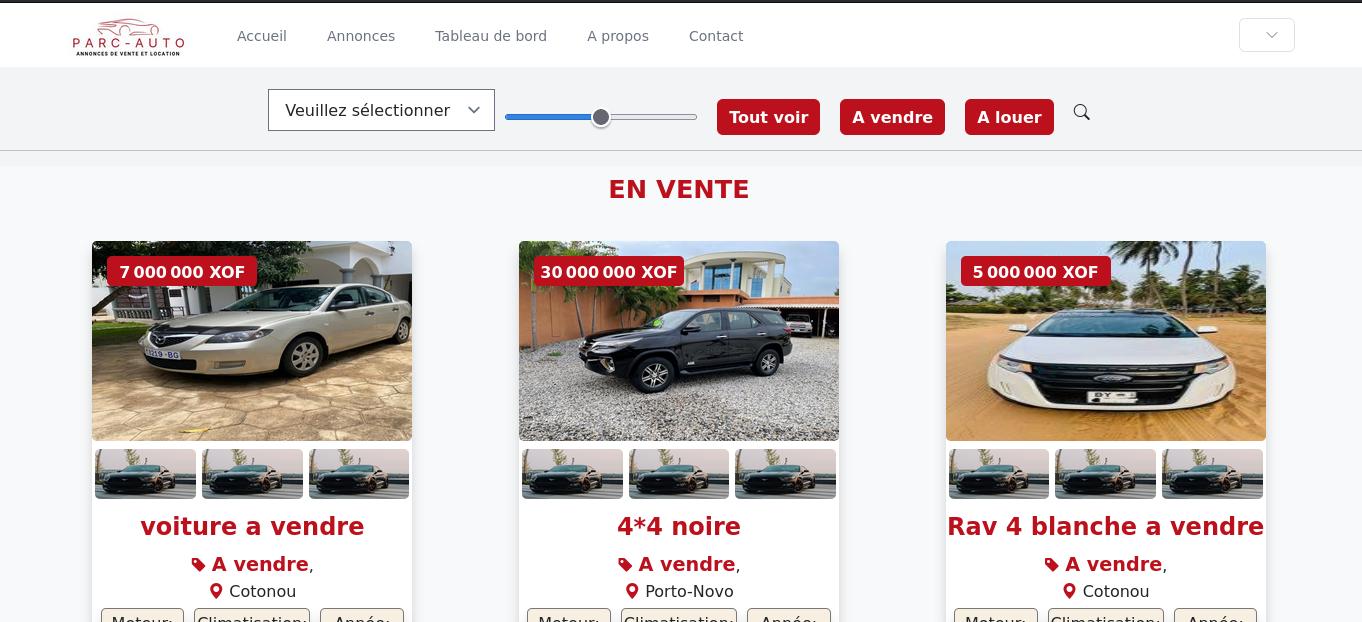 PARC-AUTO
ANNONCES DE VENTE ET LOCATION
Accueil
Annonces
Tableau de bord
A propos
Contact
Veuillez sélectionner
Tout voir
A vendre
A louer
EN VENTE
7 000 000 XOF
30 000 000 XOF
5 000 000 XOF
voiture a vendre
4*4 noire
Rav 4 blanche a vendre
A vendre,
A vendre,
A vendre,
Cotonou
Porto-Novo
Cotonou
Moteur:
Climatisation:
Année:
Moteur:
Climatisation:
Année:
Moteur:
Climatisation:
Année: